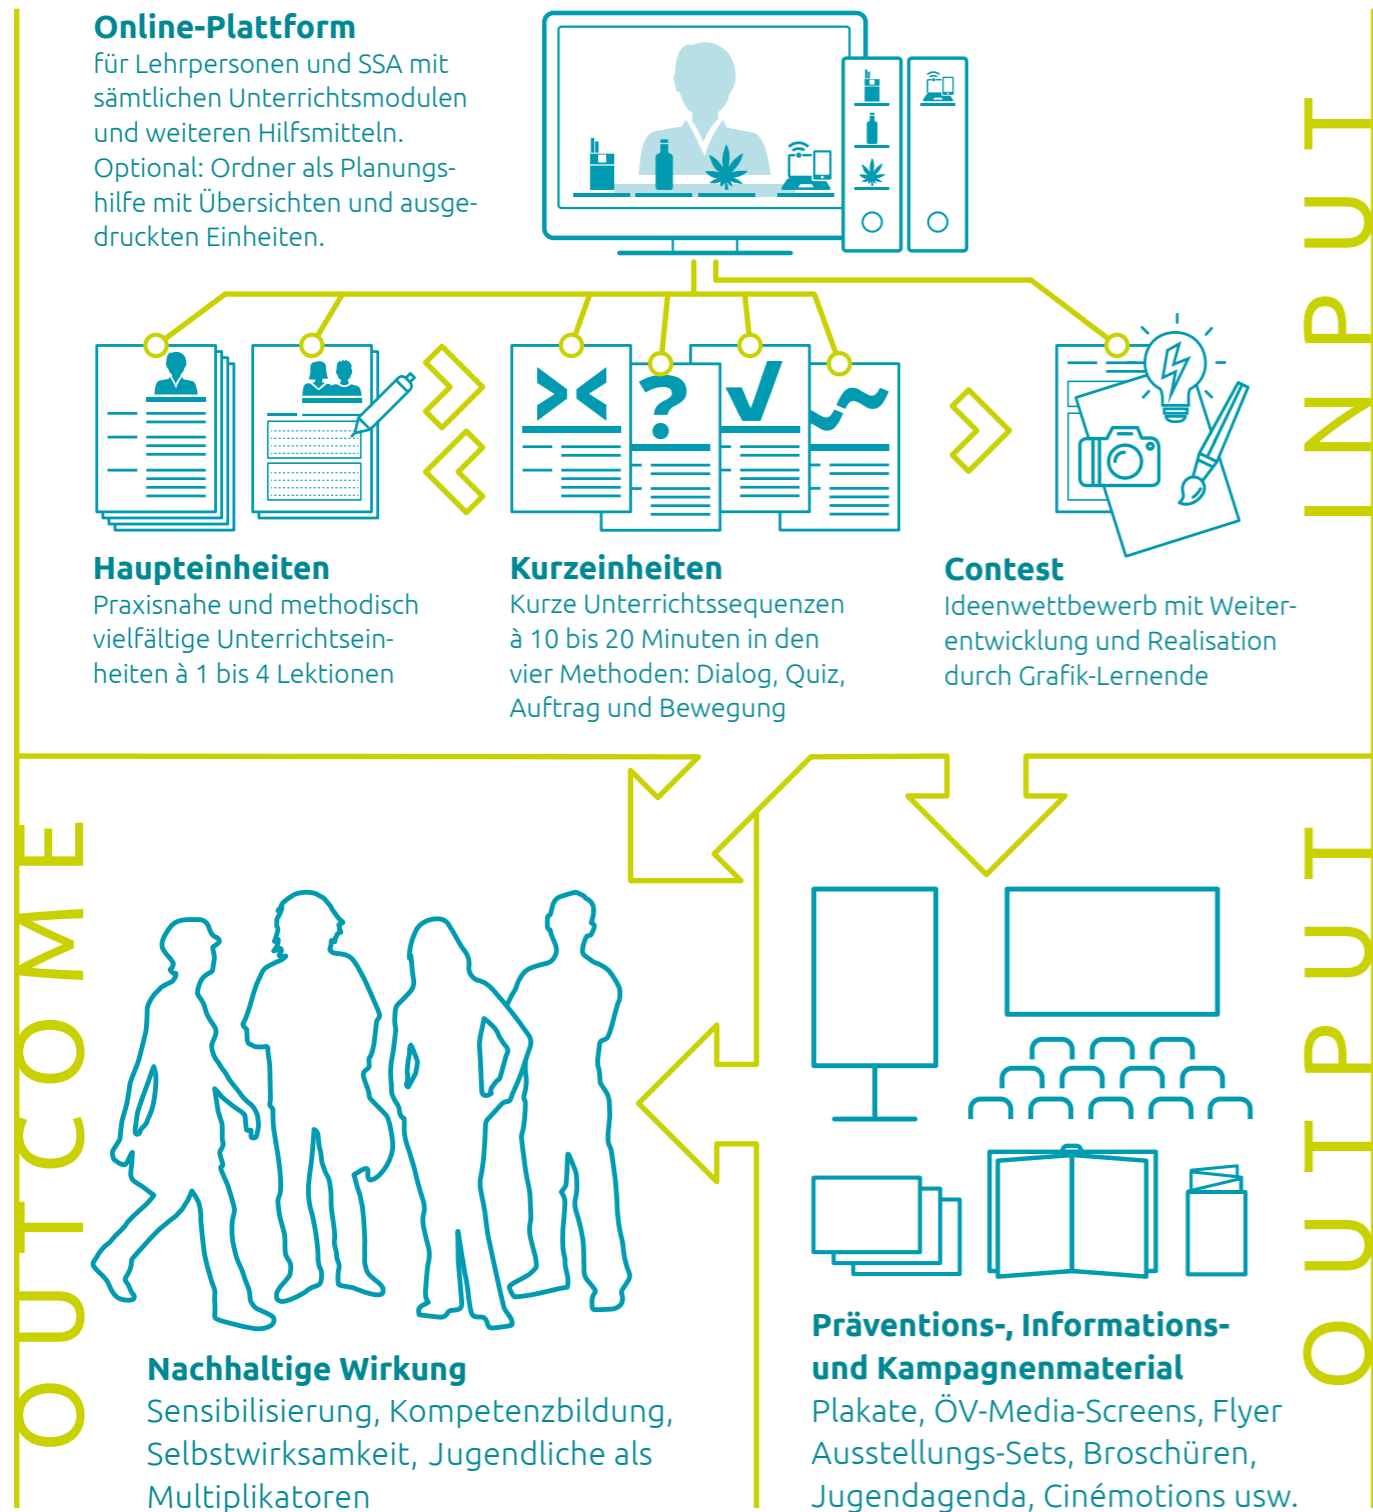 Online-Plattform
für Lehrpersonen und SSA mit
sämtlichen Unterrichtsmodulen
und weiteren Hilfsmitteln.
Optional: Ordner als Planungs-
hilfe mit Übersichten und ausge-
druckten Einheiten.
INPUT
Haupteinheiten
Praxisnahe und methodisch
vielfältige Unterrichtsein-
heiten à 1 bis 4 Lektionen
Kurzeinheiten
Kurze Unterrichtssequenzen
à 10 bis 20 Minuten in den
vier Methoden: Dialog, Quiz,
Auftrag und Bewegung
Contest
Ideenwettbewerb mit Weiter-
entwicklung und Realisation
durch Grafik-Lernende
OUTCOME
Nachhaltige Wirkung
Sensibilisierung, Kompetenzbildung,
Selbstwirksamkeit, Jugendliche als
Multiplikatoren
OUTPUT
Präventions-, Informations-
und Kampagnenmaterial
Plakate, ÖV-Media-Screens, Flyer
Ausstellungs-Sets, Broschüren,
Jugendagenda, Cinémotions usw.